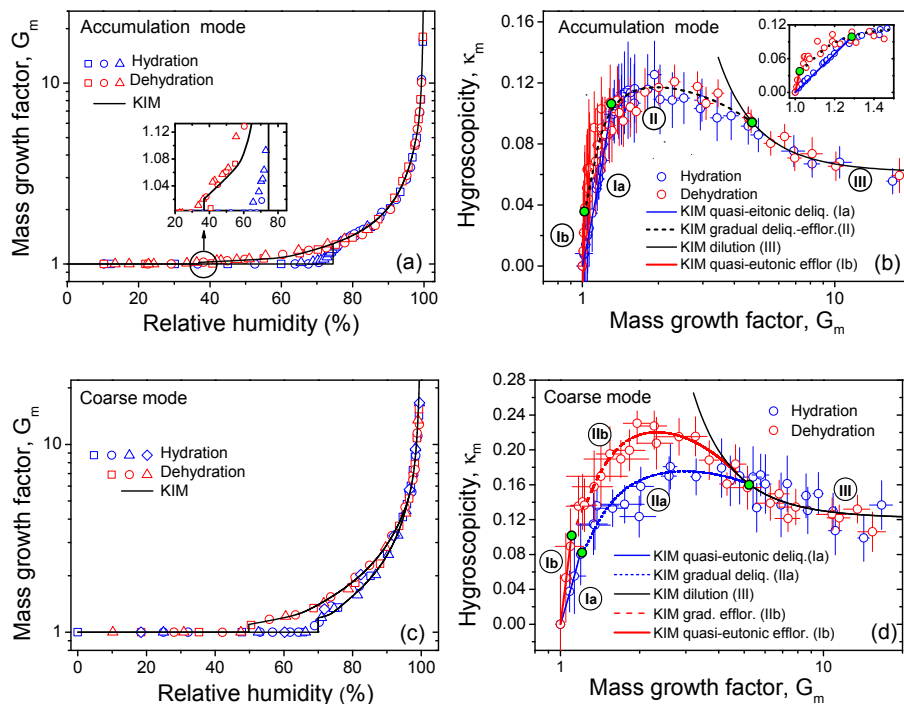 Accumulation mode
Mass growth factor, Gm
10
1
Hydration
Dehydration
KIM
1.12
1.08
1.04
20 40 60 80
(a)
0 20 40 60 80 100
Relative humidity (%)
Accumulation mode
Hygroscopicity, κm
0.16
0.12
0.08
0.04
0.00
0.12
0.06
0.00
1.0 1.2 1.4
II
Ia
III
Ib
Hydration
Dehydration
KIM quasi-eitonic deliq. (Ia)
KIM gradual deliq.-efflor.(II)
KIM dilution (III)
KIM quasi-eutonic efflor (Ib)
(b)
1 10
Mass growth factor, Gm
Coarse mode
Mass growth factor, Gm
10
1
Hydration
Dehydration
KIM
(c)
0 20 40 60 80 100
Relative humidity (%)
Coarse mode
Hygroscopicity, κm
0.28
0.24
0.20
0.16
0.12
0.08
0.04
0.00
Hydration
Dehydration
IIb
IIa
III
Ib
Ia
KIM quasi-eutonic deliq.(Ia)
KIM gradual deliq. (IIa)
KIM dilution (III)
KIM grad. efflor. (IIb)
KIM quasi-eutonic efflor. (Ib)
(d)
1 10
Mass growth factor, Gm